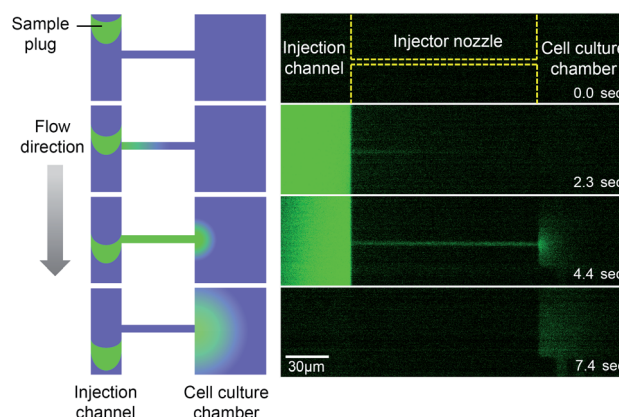 Sample
plug
Flow
direction
Injection
channel
Cell culture
chamber
Injection
channel
Injector nozzle
Cell culture
chamber
0.0 sec
2.3 sec
4.4 sec
30µm
7.4 sec